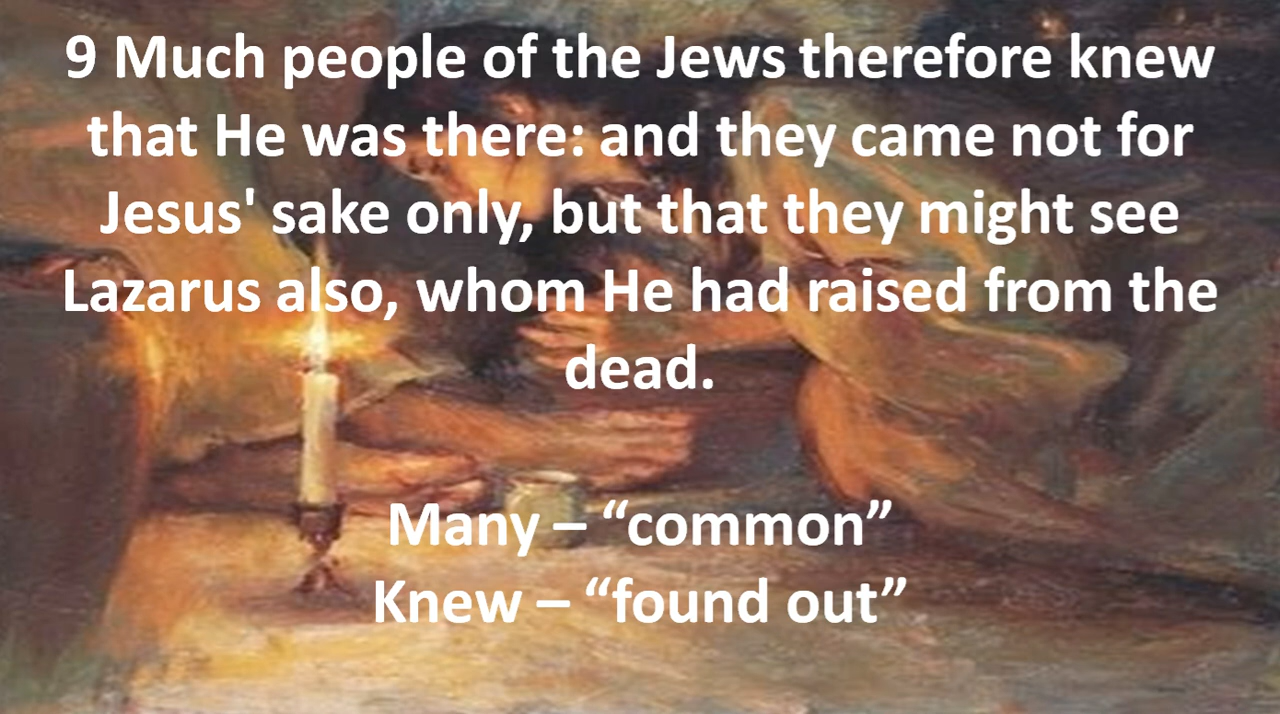 9 Much people of the Jews therefore knew
that He was there: and they came not for
Jesus' sake only, but that they might see
Lazarus also, whom He had raised from the
dead.
Many – “common”
Knew – “found out”